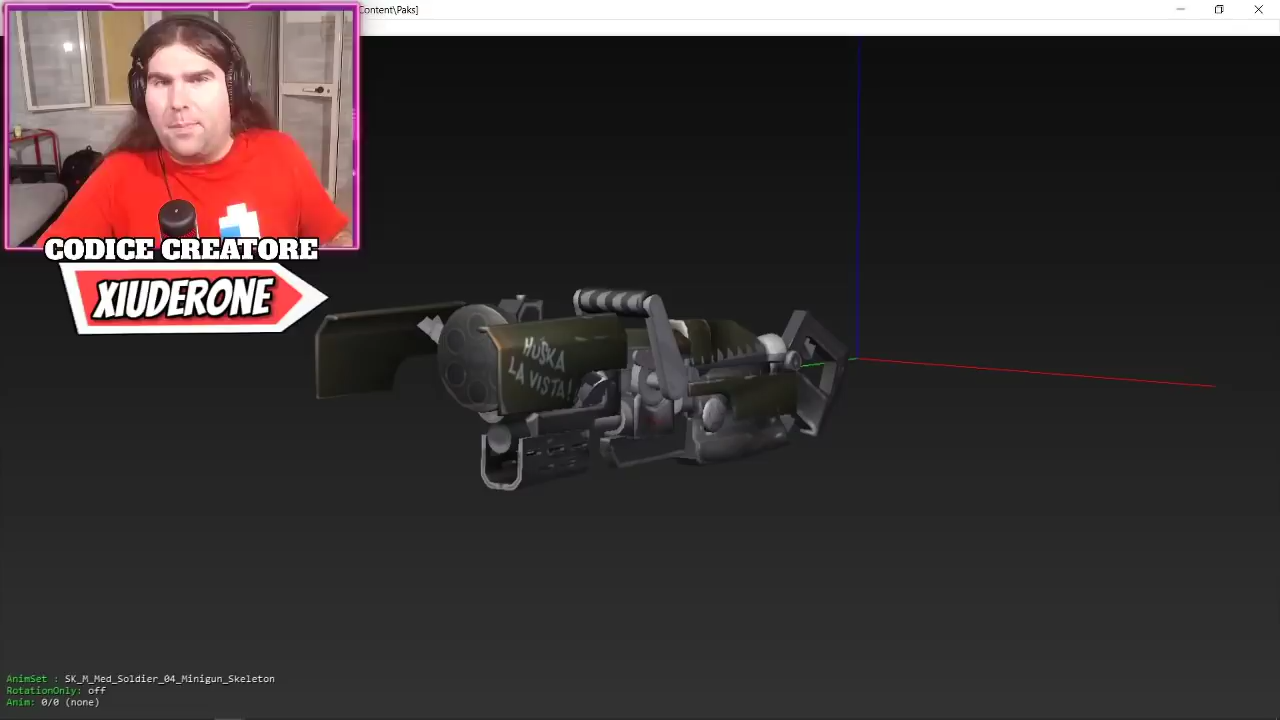 Content\Paks]
CODICE CREATORE
XIUDERONE
HUSKA
LA VISTA!
AnimSet : SK_M_Med_Soldier_04_Minigun_Skeleton
RotationOnly: off
Anim: 0/0 (none)